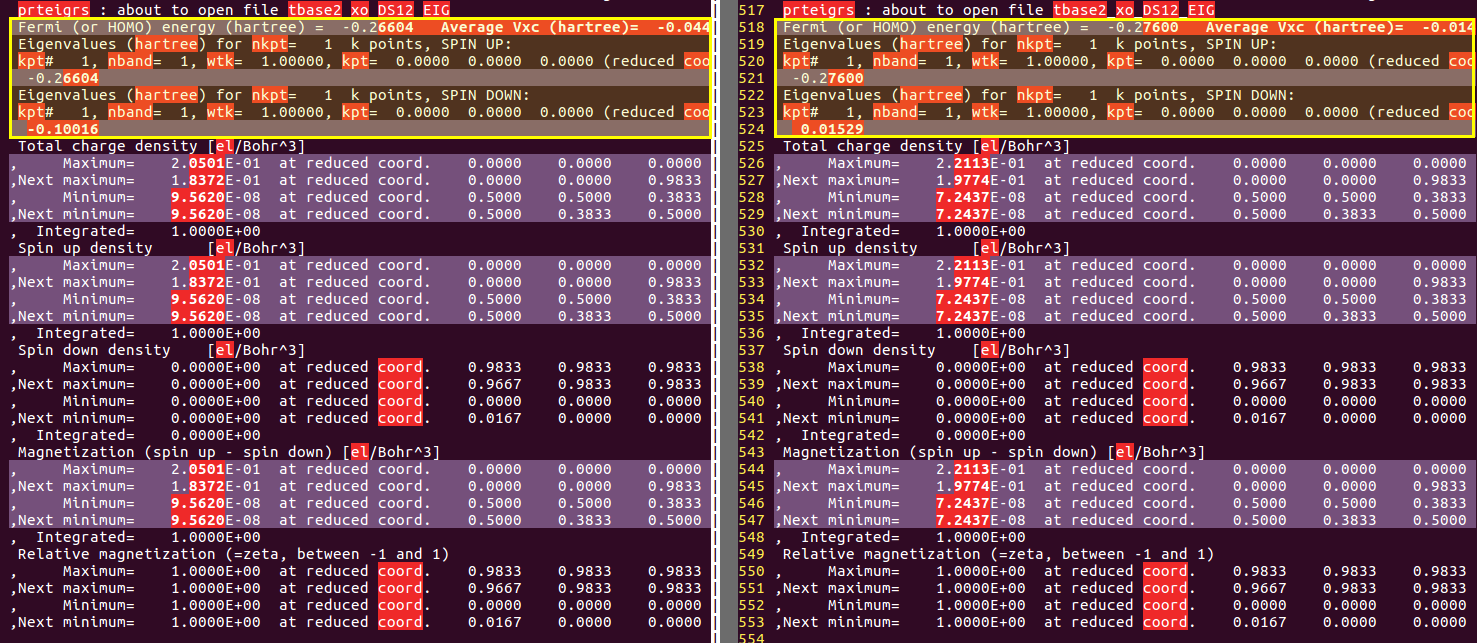 prteigrs : about to open file tbase2_xo_DS12_EIG
Fermi (or HOMO) energy (hartree) = -0.26604 Average Vxc (hartree)= -0.044
Eigenvalues (hartree) for nkpt= 1 k points, SPIN UP:
kpt# 1, nband= 1, wtk= 1.00000, kpt= 0.0000 0.0000 0.0000 (reduced coo
-0.26604
Eigenvalues (hartree) for nkpt= 1 k points, SPIN DOWN:
kpt# 1, nband= 1, wtk= 1.00000, kpt= 0.0000 0.0000 0.0000 (reduced coo
-0.10016
Total charge density [el/Bohr^3]
, Maximum= 2.0501E-01 at reduced coord. 0.0000 0.0000 0.0000
,Next maximum= 1.8372E-01 at reduced coord. 0.0000 0.0000 0.9833
, Minimum= 9.5620E-08 at reduced coord. 0.5000 0.5000 0.3833
,Next minimum= 9.5620E-08 at reduced coord. 0.5000 0.3833 0.5000
, Integrated= 1.0000E+00
Spin up density [el/Bohr^3]
, Maximum= 2.0501E-01 at reduced coord. 0.0000 0.0000 0.0000
,Next maximum= 1.8372E-01 at reduced coord. 0.0000 0.0000 0.9833
, Minimum= 9.5620E-08 at reduced coord. 0.5000 0.5000 0.3833
,Next minimum= 9.5620E-08 at reduced coord. 0.5000 0.3833 0.5000
, Integrated= 1.0000E+00
Spin down density [el/Bohr^3]
, Maximum= 0.0000E+00 at reduced coord. 0.9833 0.9833 0.9833
,Next maximum= 0.0000E+00 at reduced coord. 0.9667 0.9833 0.9833
, Minimum= 0.0000E+00 at reduced coord. 0.0000 0.0000 0.0000
,Next minimum= 0.0000E+00 at reduced coord. 0.0167 0.0000 0.0000
, Integrated= 0.0000E+00
Magnetization (spin up - spin down) [el/Bohr^3]
, Maximum= 2.0501E-01 at reduced coord. 0.0000 0.0000 0.0000
,Next maximum= 1.8372E-01 at reduced coord. 0.0000 0.0000 0.9833
, Minimum= 9.5620E-08 at reduced coord. 0.5000 0.5000 0.3833
,Next minimum= 9.5620E-08 at reduced coord. 0.5000 0.3833 0.5000
, Integrated= 1.0000E+00
Relative magnetization (=zeta, between -1 and 1)
, Maximum= 1.0000E+00 at reduced coord. 0.9833 0.9833 0.9833
,Next maximum= 1.0000E+00 at reduced coord. 0.9667 0.9833 0.9833
, Minimum= 1.0000E+00 at reduced coord. 0.0000 0.0000 0.0000
,Next minimum= 1.0000E+00 at reduced coord. 0.0167 0.0000 0.0000
517 prteigrs : about to open file tbase2_xo_DS12_EIG
518 Fermi (or HOMO) energy (hartree) = -0.27600 Average Vxc (hartree)= -0.014
519 Eigenvalues (hartree) for nkpt= 1 k points, SPIN UP:
520 kpt# 1, nband= 1, wtk= 1.00000, kpt= 0.0000 0.0000 0.0000 (reduced coo
521 -0.27600
522 Eigenvalues (hartree) for nkpt= 1 k points, SPIN DOWN:
523 kpt# 1, nband= 1, wtk= 1.00000, kpt= 0.0000 0.0000 0.0000 (reduced coo
524 0.01529
525 Total charge density [el/Bohr^3]
526 , Maximum= 2.2113E-01 at reduced coord. 0.0000 0.0000 0.0000
527 ,Next maximum= 1.9774E-01 at reduced coord. 0.0000 0.0000 0.9833
528 , Minimum= 7.2437E-08 at reduced coord. 0.5000 0.5000 0.3833
529 ,Next minimum= 7.2437E-08 at reduced coord. 0.5000 0.3833 0.5000
530 , Integrated= 1.0000E+00
531 Spin up density [el/Bohr^3]
532 , Maximum= 2.2113E-01 at reduced coord. 0.0000 0.0000 0.0000
533 ,Next maximum= 1.9774E-01 at reduced coord. 0.0000 0.0000 0.9833
534 , Minimum= 7.2437E-08 at reduced coord. 0.5000 0.5000 0.3833
535 ,Next minimum= 7.2437E-08 at reduced coord. 0.5000 0.3833 0.5000
536 , Integrated= 1.0000E+00
537 Spin down density [el/Bohr^3]
538 , Maximum= 0.0000E+00 at reduced coord. 0.9833 0.9833 0.9833
539 ,Next maximum= 0.0000E+00 at reduced coord. 0.9667 0.9833 0.9833
540 , Minimum= 0.0000E+00 at reduced coord. 0.0000 0.0000 0.0000
541 ,Next minimum= 0.0000E+00 at reduced coord. 0.0167 0.0000 0.0000
542 , Integrated= 0.0000E+00
543 Magnetization (spin up - spin down) [el/Bohr^3]
544 , Maximum= 2.2113E-01 at reduced coord. 0.0000 0.0000 0.0000
545 ,Next maximum= 1.9774E-01 at reduced coord. 0.0000 0.0000 0.9833
546 , Minimum= 7.2437E-08 at reduced coord. 0.5000 0.5000 0.3833
547 ,Next minimum= 7.2437E-08 at reduced coord. 0.5000 0.3833 0.5000
548 , Integrated= 1.0000E+00
549 Relative magnetization (=zeta, between -1 and 1)
550 , Maximum= 1.0000E+00 at reduced coord. 0.9833 0.9833 0.9833
551 ,Next maximum= 1.0000E+00 at reduced coord. 0.9667 0.9833 0.9833
552 , Minimum= 1.0000E+00 at reduced coord. 0.0000 0.0000 0.0000
553 ,Next minimum= 1.0000E+00 at reduced coord. 0.0167 0.0000 0.0000
554